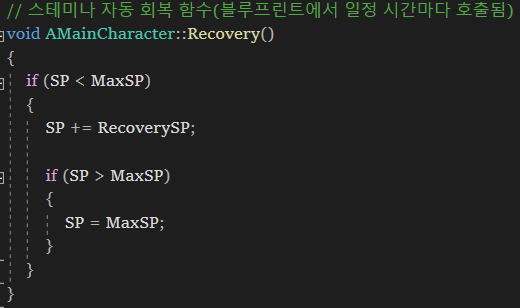 // 스테미나 자동 회복 함수(블루프린트에서 일정 시간마다 호출됨)
void AMainCharacter::Recovery()
{
if (SP < MaxSP)
{
SP += RecoverySP;
if (SP > MaxSP)
{
SP = MaxSP;
}
}
}